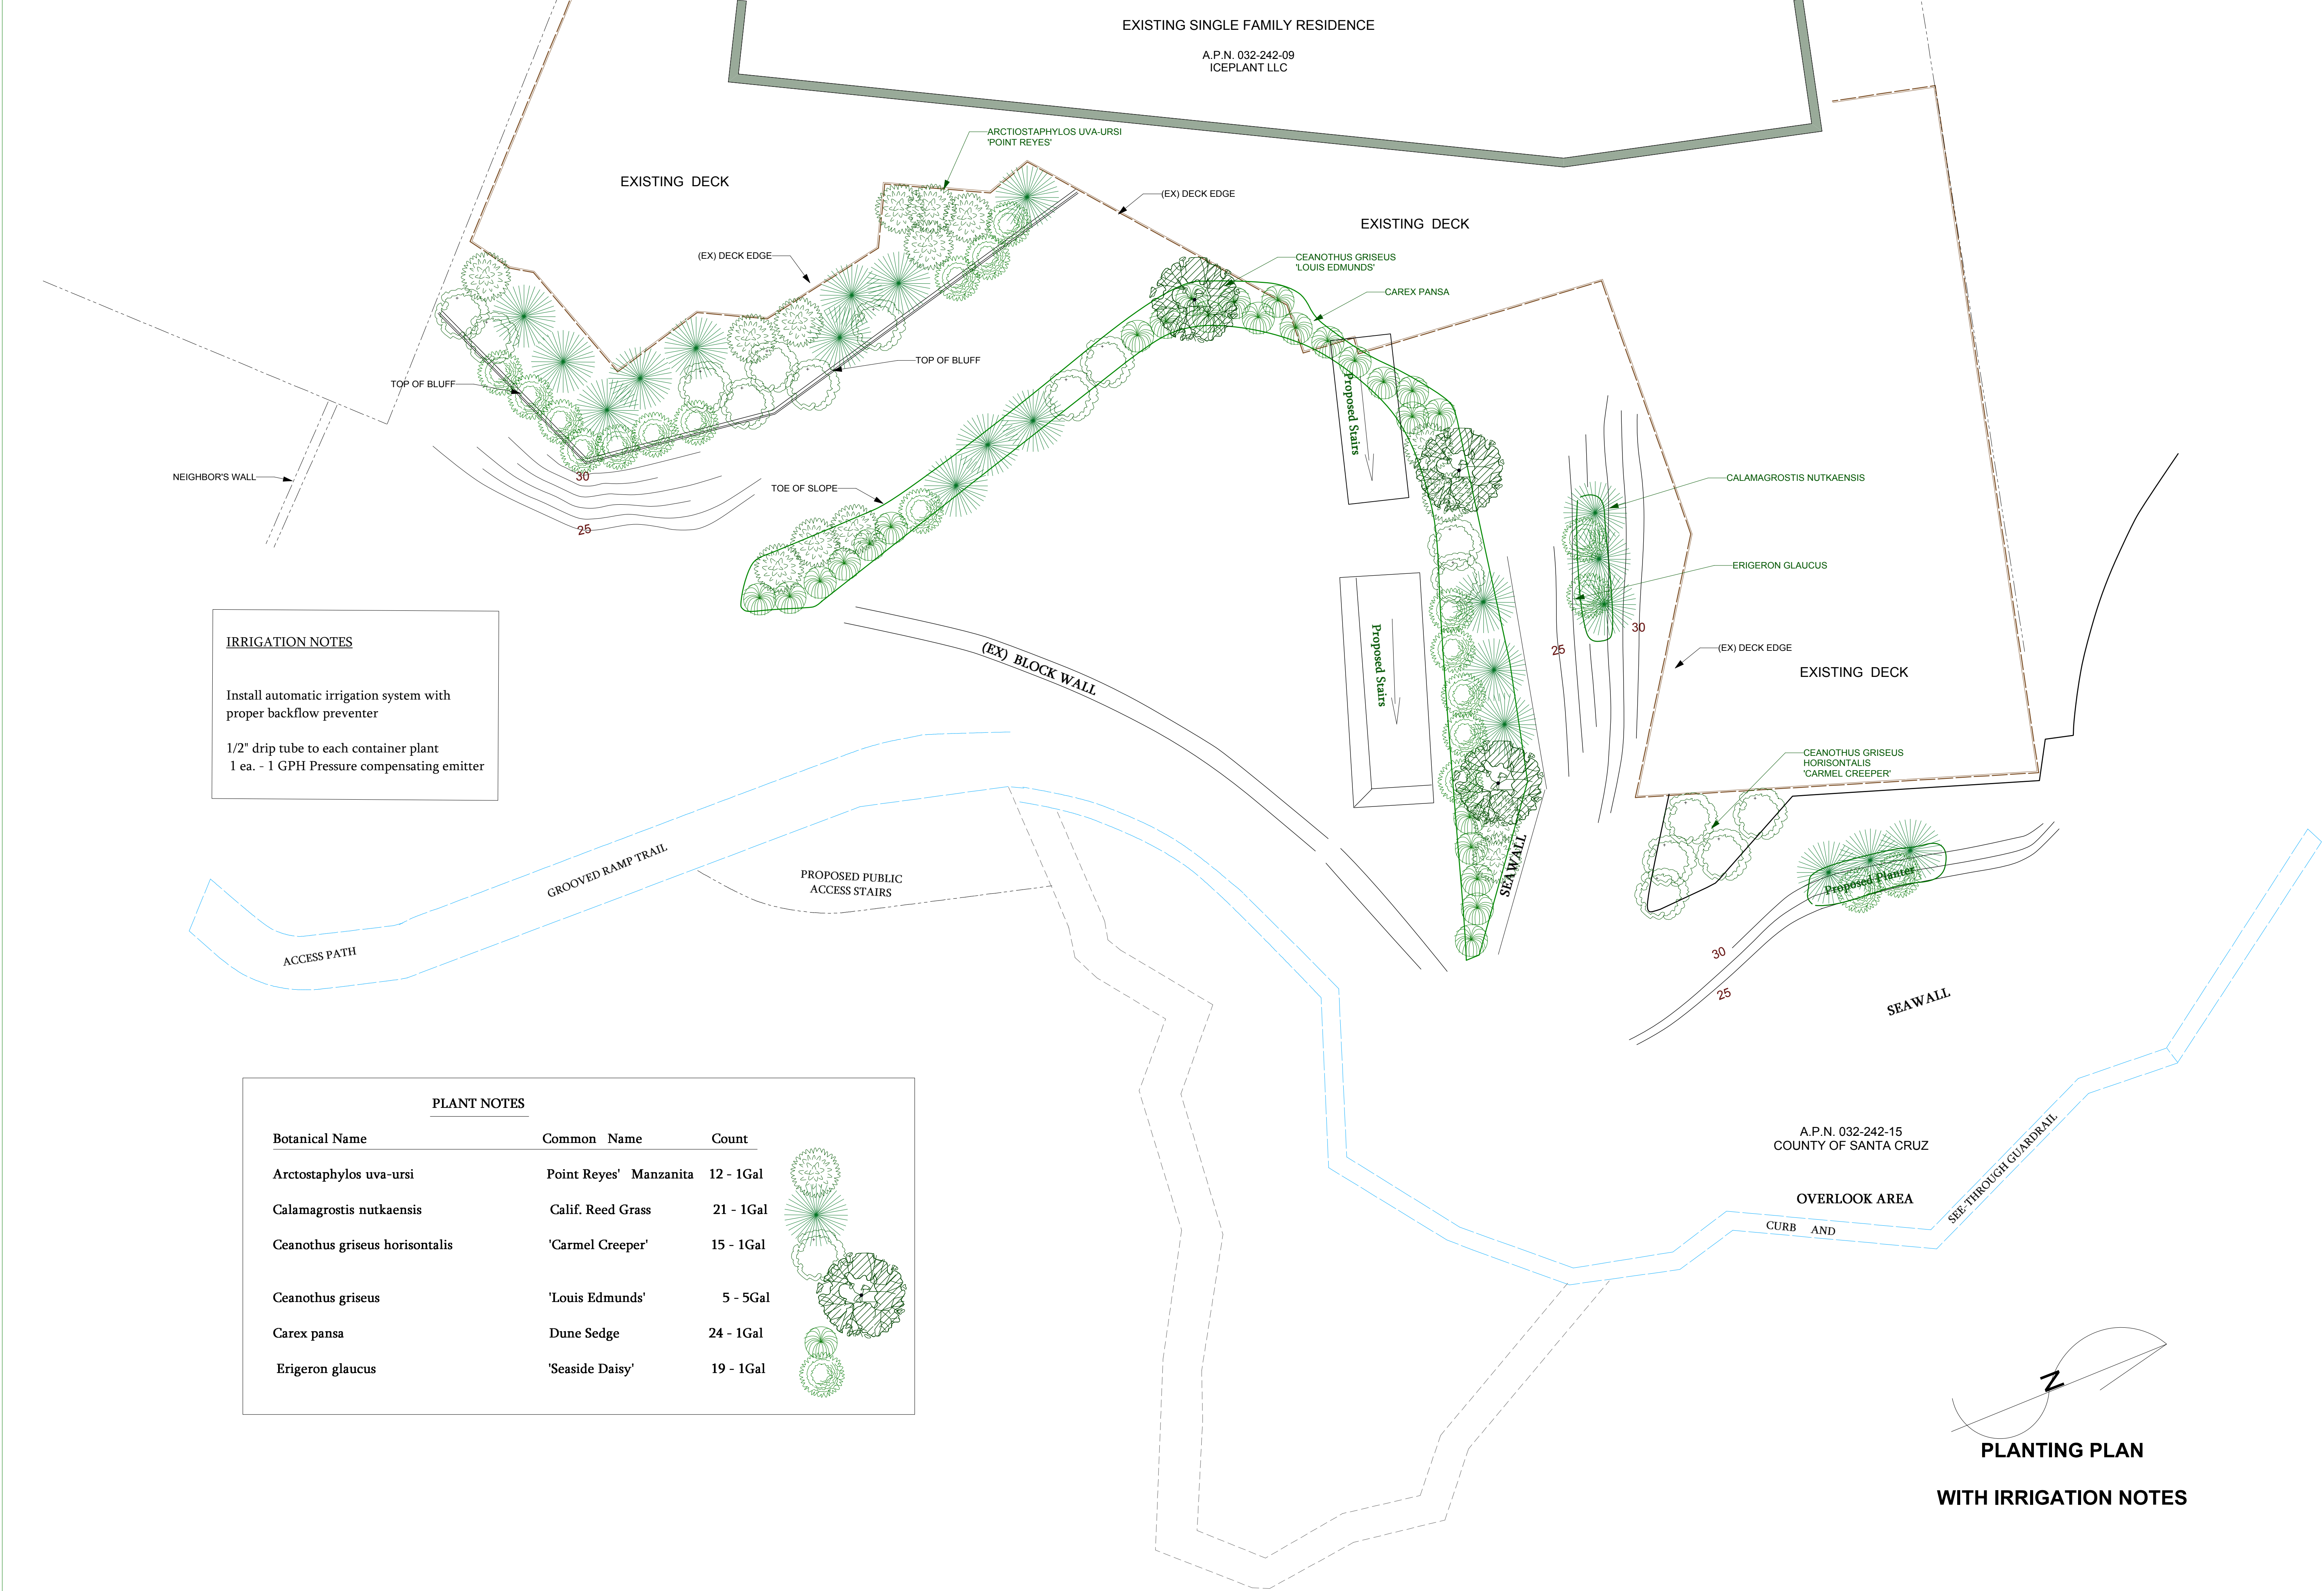 EXISTING SINGLE FAMILY RESIDENCE
A.P.N. 032-242-09
ICEPLANT LLC
ARCTIOSTAPHYLOS UVA-URSI
'POINT REYES'
EXISTING DECK
(EX) DECK EDGE
EXISTING DECK
(EX) DECK EDGE
CEANOTHUS GRISEUS
'LOUIS EDMUNDS'
CAREX PANSA
TOP OF BLUFF
TOP OF BLUFF
Proposed Stairs
NEIGHBOR'S WALL
30
TOE OF SLOPE
25
CALAMAGROSTIS NUTKAENSIS
ERIGERON GLAUCUS
30
25
(EX) DECK EDGE
EXISTING DECK
Proposed Stairs
(EX) BLOCK WALL
IRRIGATION NOTES
Install automatic irrigation system with
proper backflow preventer
1/2" drip tube to each container plant
1 ea. - 1 GPH Pressure compensating emitter
CEANOTHUS GRISEUS
HORISONTALIS
'CARMEL CREEPER'
SEAWALL
Proposed Planter
GROOVED RAMP TRAIL
PROPOSED PUBLIC
ACCESS STAIRS
ACCESS PATH
30
25
SEAWALL
PLANT NOTES
Botanical Name Common Name Count
Arctostaphylos uva-ursi Point Reyes' Manzanita 12 - 1Gal
Calamagrostis nutkaensis Calif. Reed Grass 21 - 1Gal
Ceanothus griseus horisontalis 'Carmel Creeper' 15 - 1Gal
Ceanothus griseus 'Louis Edmunds' 5 - 5Gal
Carex pansa Dune Sedge 24 - 1Gal
Erigeron glaucus 'Seaside Daisy' 19 - 1Gal
A.P.N. 032-242-15
COUNTY OF SANTA CRUZ
OVERLOOK AREA
CURB AND
SEE-THROUGH GUARDRAIL
N
PLANTING PLAN
WITH IRRIGATION NOTES